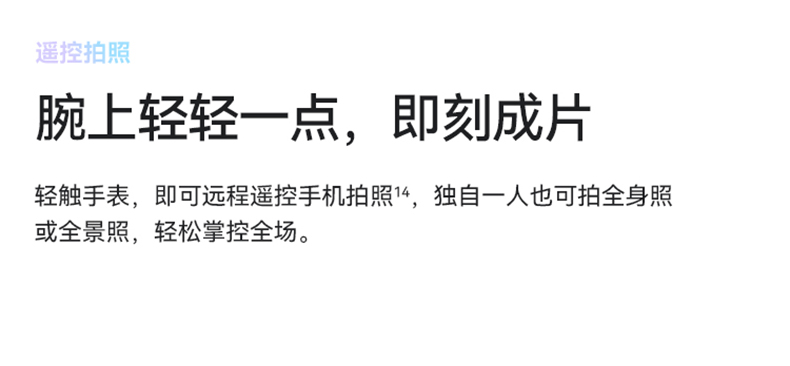 遥控拍照
腕上轻轻一点，即刻成片
轻触手表，即可远程遥控手机拍照¹⁴，独自一人也可拍全身照
或全景照，轻松掌控全场。